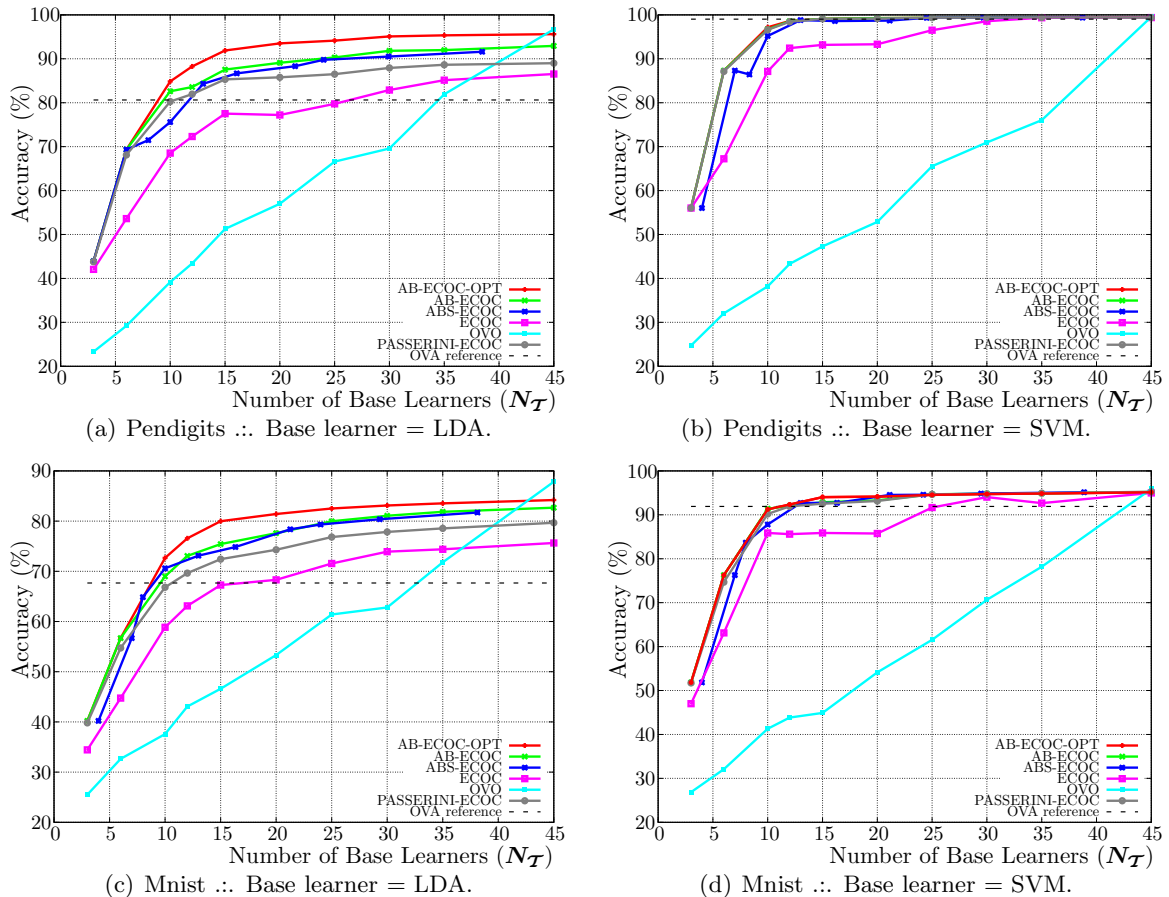 100
90
80
70
60
50
40
30
20
Accuracy (%)
AB-ECOC-OPT
AB-ECOC
ABS-ECOC
ECOC
OVO
PASSERINI-ECOC
OVA reference
0 5 10 15 20 25 30 35 40 45
Number of Base Learners (N_𝒯)
(a) Pendigits .:. Base learner = LDA.
100
90
80
70
60
50
40
30
20
Accuracy (%)
AB-ECOC-OPT
AB-ECOC
ABS-ECOC
ECOC
OVO
PASSERINI-ECOC
OVA reference
0 5 10 15 20 25 30 35 40 45
Number of Base Learners (N_𝒯)
(b) Pendigits .:. Base learner = SVM.
90
80
70
60
50
40
30
20
Accuracy (%)
AB-ECOC-OPT
AB-ECOC
ABS-ECOC
ECOC
OVO
PASSERINI-ECOC
OVA reference
0 5 10 15 20 25 30 35 40 45
Number of Base Learners (N_𝒯)
(c) Mnist .:. Base learner = LDA.
100
90
80
70
60
50
40
30
20
Accuracy (%)
AB-ECOC-OPT
AB-ECOC
ABS-ECOC
ECOC
OVO
PASSERINI-ECOC
OVA reference
0 5 10 15 20 25 30 35 40 45
Number of Base Learners (N_𝒯)
(d) Mnist .:. Base learner = SVM.